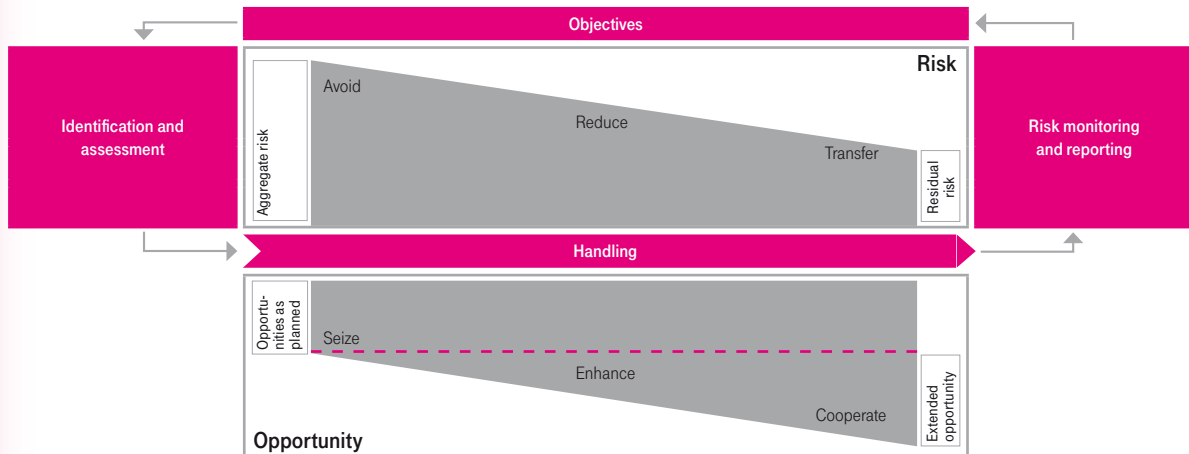 Objectives
Identification and
assessment
Risk
Aggregate risk
Avoid
Reduce
Transfer
Residual
risk
Risk monitoring
and reporting
Handling
Opportu-
nities as
planned
Seize
Enhance
Cooperate
Extended
opportunity
Opportunity